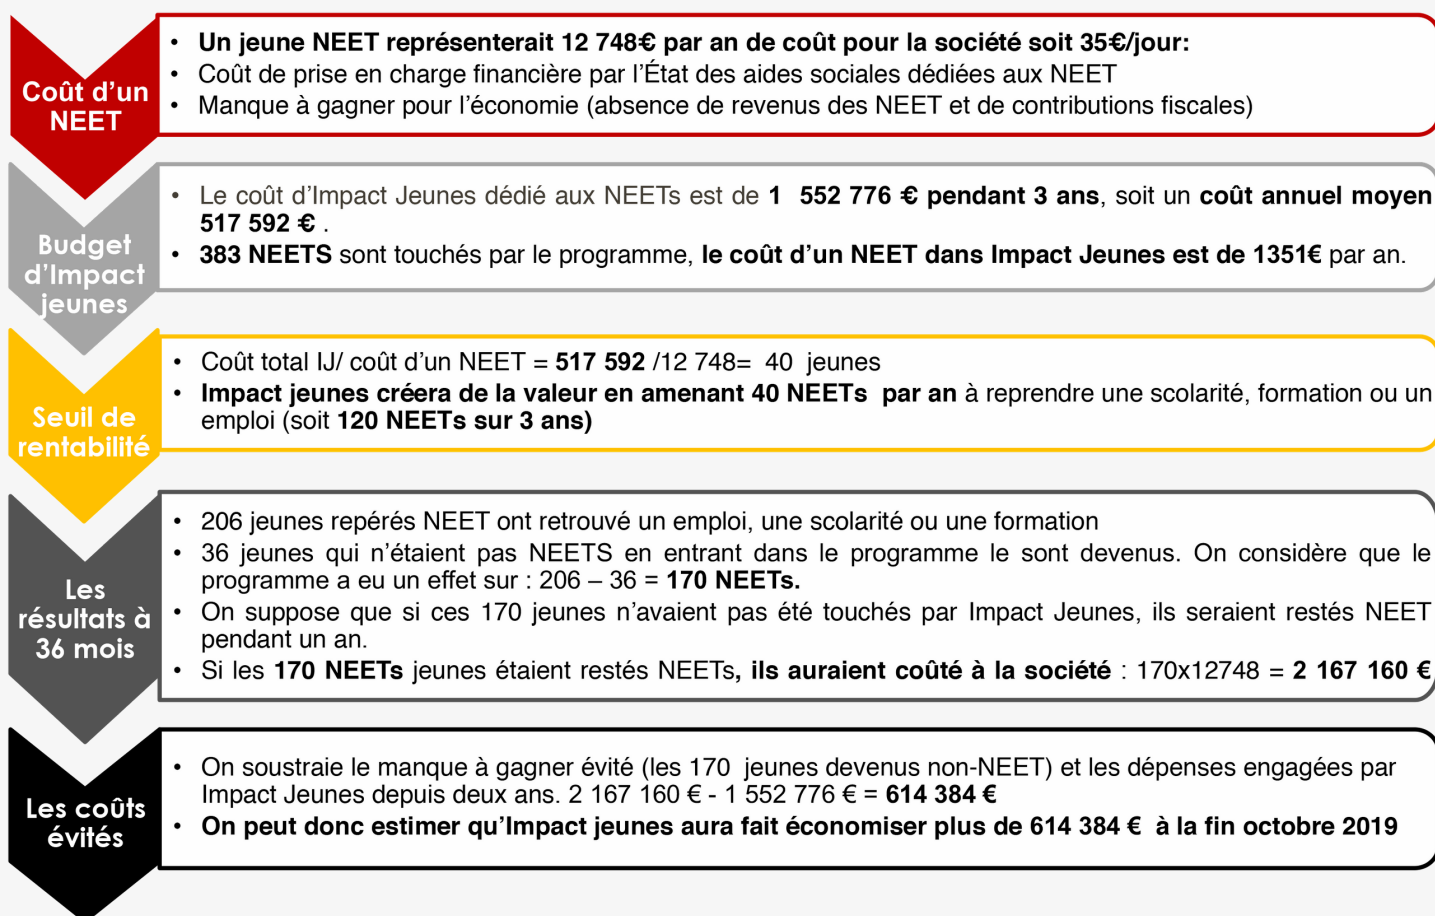 Coût d’un
NEET
• Un jeune NEET représenterait 12 748€ par an de coût pour la société soit 35€/jour:
• Coût de prise en charge financière par l’État des aides sociales dédiées aux NEET
• Manque à gagner pour l’économie (absence de revenus des NEET et de contributions fiscales)
Budget
d’Impact
jeunes
• Le coût d’Impact Jeunes dédié aux NEETs est de 1 552 776 € pendant 3 ans, soit un coût annuel moyen
517 592 € .
• 383 NEETS sont touchés par le programme, le coût d’un NEET dans Impact Jeunes est de 1351€ par an.
Seuil de
rentabilité
• Coût total IJ/ coût d’un NEET = 517 592 /12 748= 40 jeunes
• Impact jeunes créera de la valeur en amenant 40 NEETs par an à reprendre une scolarité, formation ou un
emploi (soit 120 NEETs sur 3 ans)
Les
résultats à
36 mois
• 206 jeunes repérés NEET ont retrouvé un emploi, une scolarité ou une formation
• 36 jeunes qui n’étaient pas NEETS en entrant dans le programme le sont devenus. On considère que le
programme a eu un effet sur : 206 – 36 = 170 NEETs.
• On suppose que si ces 170 jeunes n’avaient pas été touchés par Impact Jeunes, ils seraient restés NEET
pendant un an.
• Si les 170 NEETs jeunes étaient restés NEETs, ils auraient coûté à la société : 170x12748 = 2 167 160 €
Les coûts
évités
• On soustraie le manque à gagner évité (les 170 jeunes devenus non-NEET) et les dépenses engagées par
Impact Jeunes depuis deux ans. 2 167 160 € - 1 552 776 € = 614 384 €
• On peut donc estimer qu’Impact jeunes aura fait économiser plus de 614 384 € à la fin octobre 2019